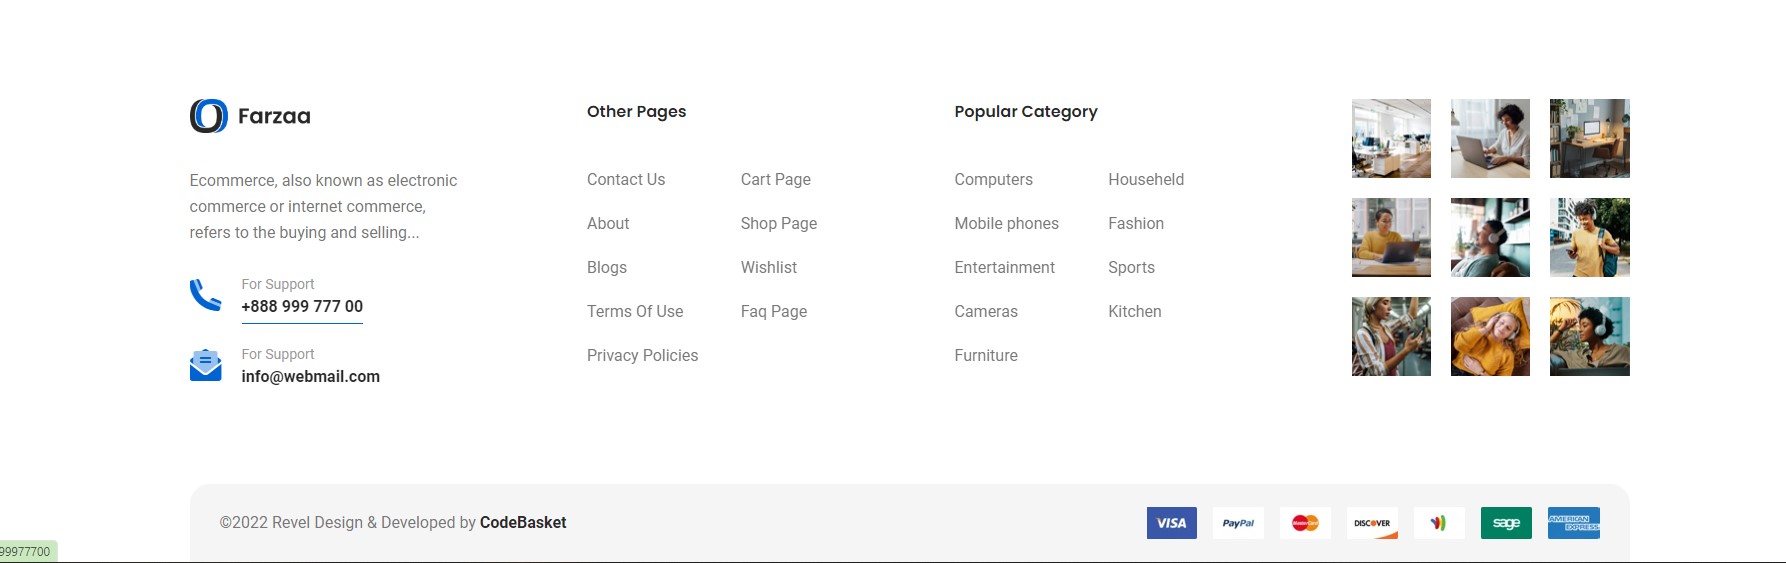 Farzaa
Ecommerce, also known as electronic
commerce or internet commerce,
refers to the buying and selling...
For Support
+888 999 777 00
For Support
info@webmail.com
Other Pages
Contact Us
About
Blogs
Terms Of Use
Privacy Policies
Cart Page
Shop Page
Wishlist
Faq Page
Popular Category
Computers
Mobile phones
Entertainment
Cameras
Furniture
Househeld
Fashion
Sports
Kitchen
©2022 Revel Design & Developed by CodeBasket
VISA
PayPal
MasterCard
DISCOVER
sage
AMERICAN
EXPRESS
99977700